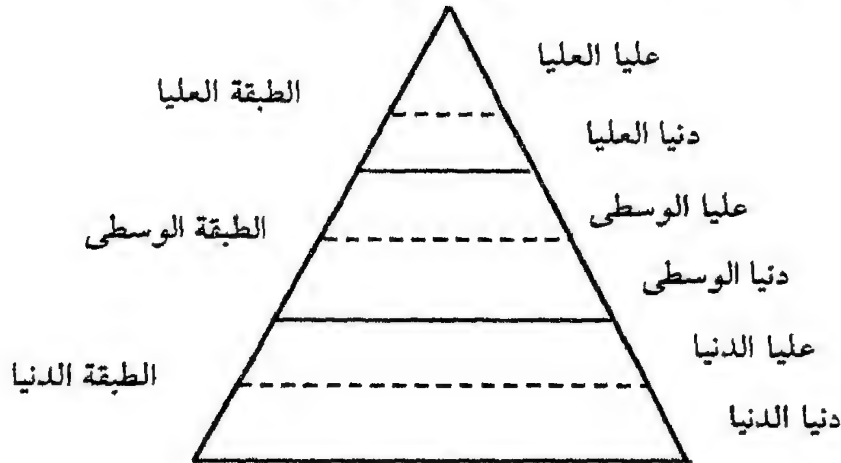 عليا العليا
الطبقة العليا
دنيا العليا
عليا الوسطى
الطبقة الوسطى
دنيا الوسطى
عليا الدنيا
الطبقة الدنيا
دنيا الدنيا